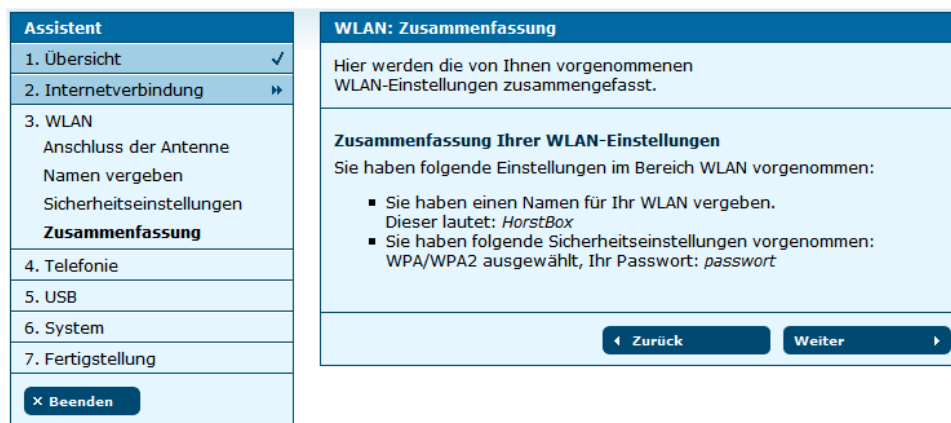 Assistent
1. Übersicht
2. Internetverbindung
3. WLAN
Anschluss der Antenne
Namen vergeben
Sicherheitseinstellungen
Zusammenfassung
4. Telefonie
5. USB
6. System
7. Fertigstellung
Beenden
WLAN: Zusammenfassung
Hier werden die von Ihnen vorgenommenen
WLAN-Einstellungen zusammengefasst.
Zusammenfassung Ihrer WLAN-Einstellungen
Sie haben folgende Einstellungen im Bereich WLAN vorgenommen:
Sie haben einen Namen für Ihr WLAN vergeben.
Dieser lautet: HorstBox
Sie haben folgende Sicherheitseinstellungen vorgenommen:
WPA/WPA2 ausgewählt, Ihr Passwort: passwort
Zurück
Weiter